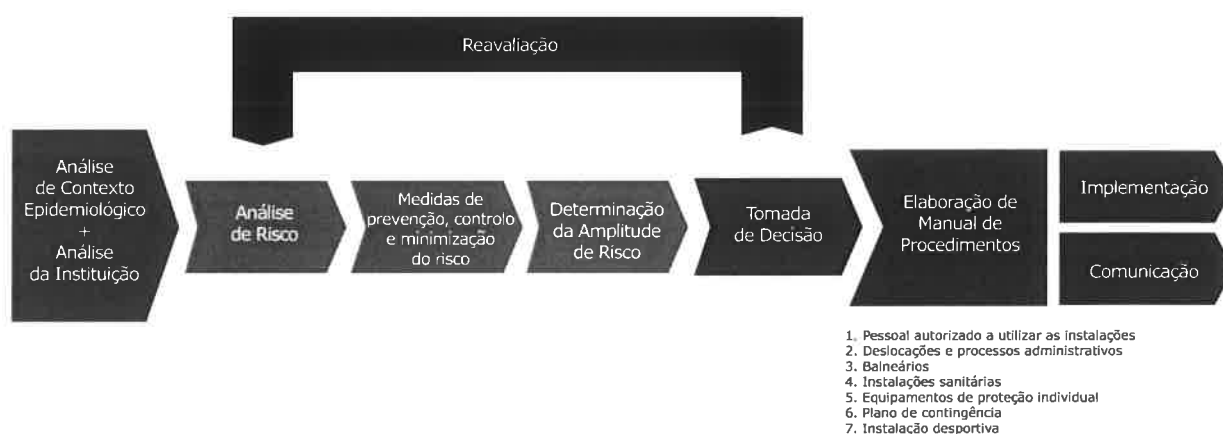 Reavaliação
Análise
de Contexto
Epidemiológico
+
Análise
da Instituição
Análise
de Risco
Medidas de
prevenção, controlo
e minimização
do risco
Determinação
da Amplitude
de Risco
Tomada
de Decisão
Elaboração de
Manual de
Procedimentos
Implementação
Comunicação
1. Pessoal autorizado a utilizar as instalações
2. Deslocações e processos administrativos
3. Balneários
4. Instalações sanitárias
5. Equipamentos de proteção individual
6. Plano de contingência
7. Instalação desportiva